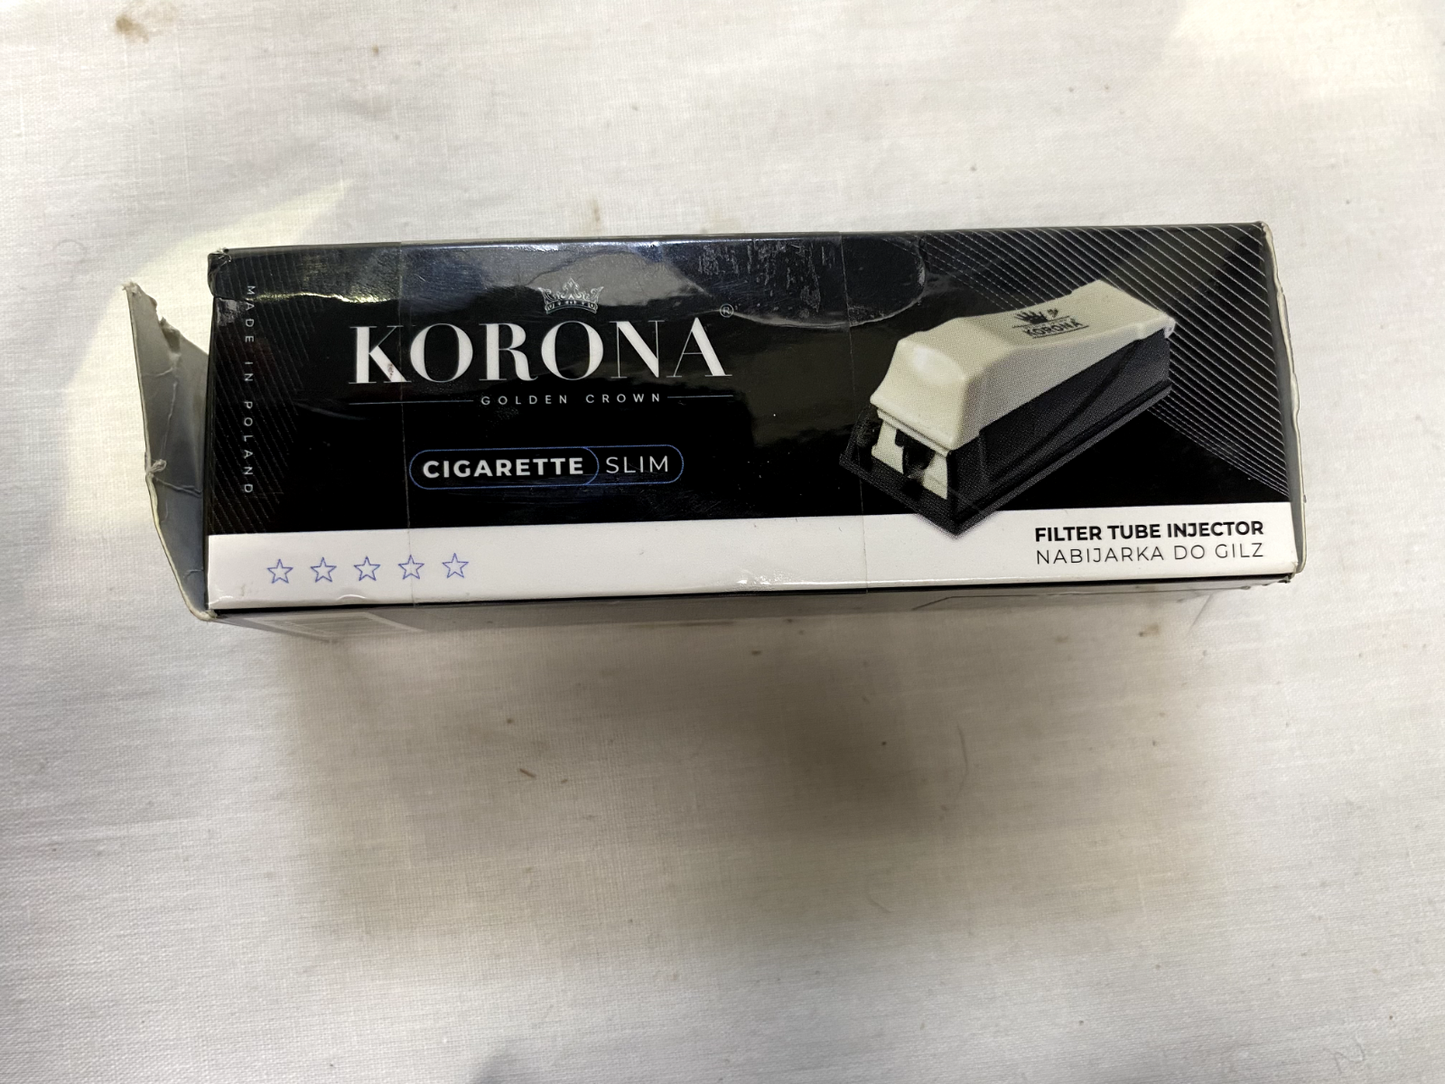 MADE IN POLAND
KORONA®
GOLDEN CROWN
CIGARETTE SLIM
KORONA
FILTER TUBE INJECTOR
NABIJARKA DO GILZ